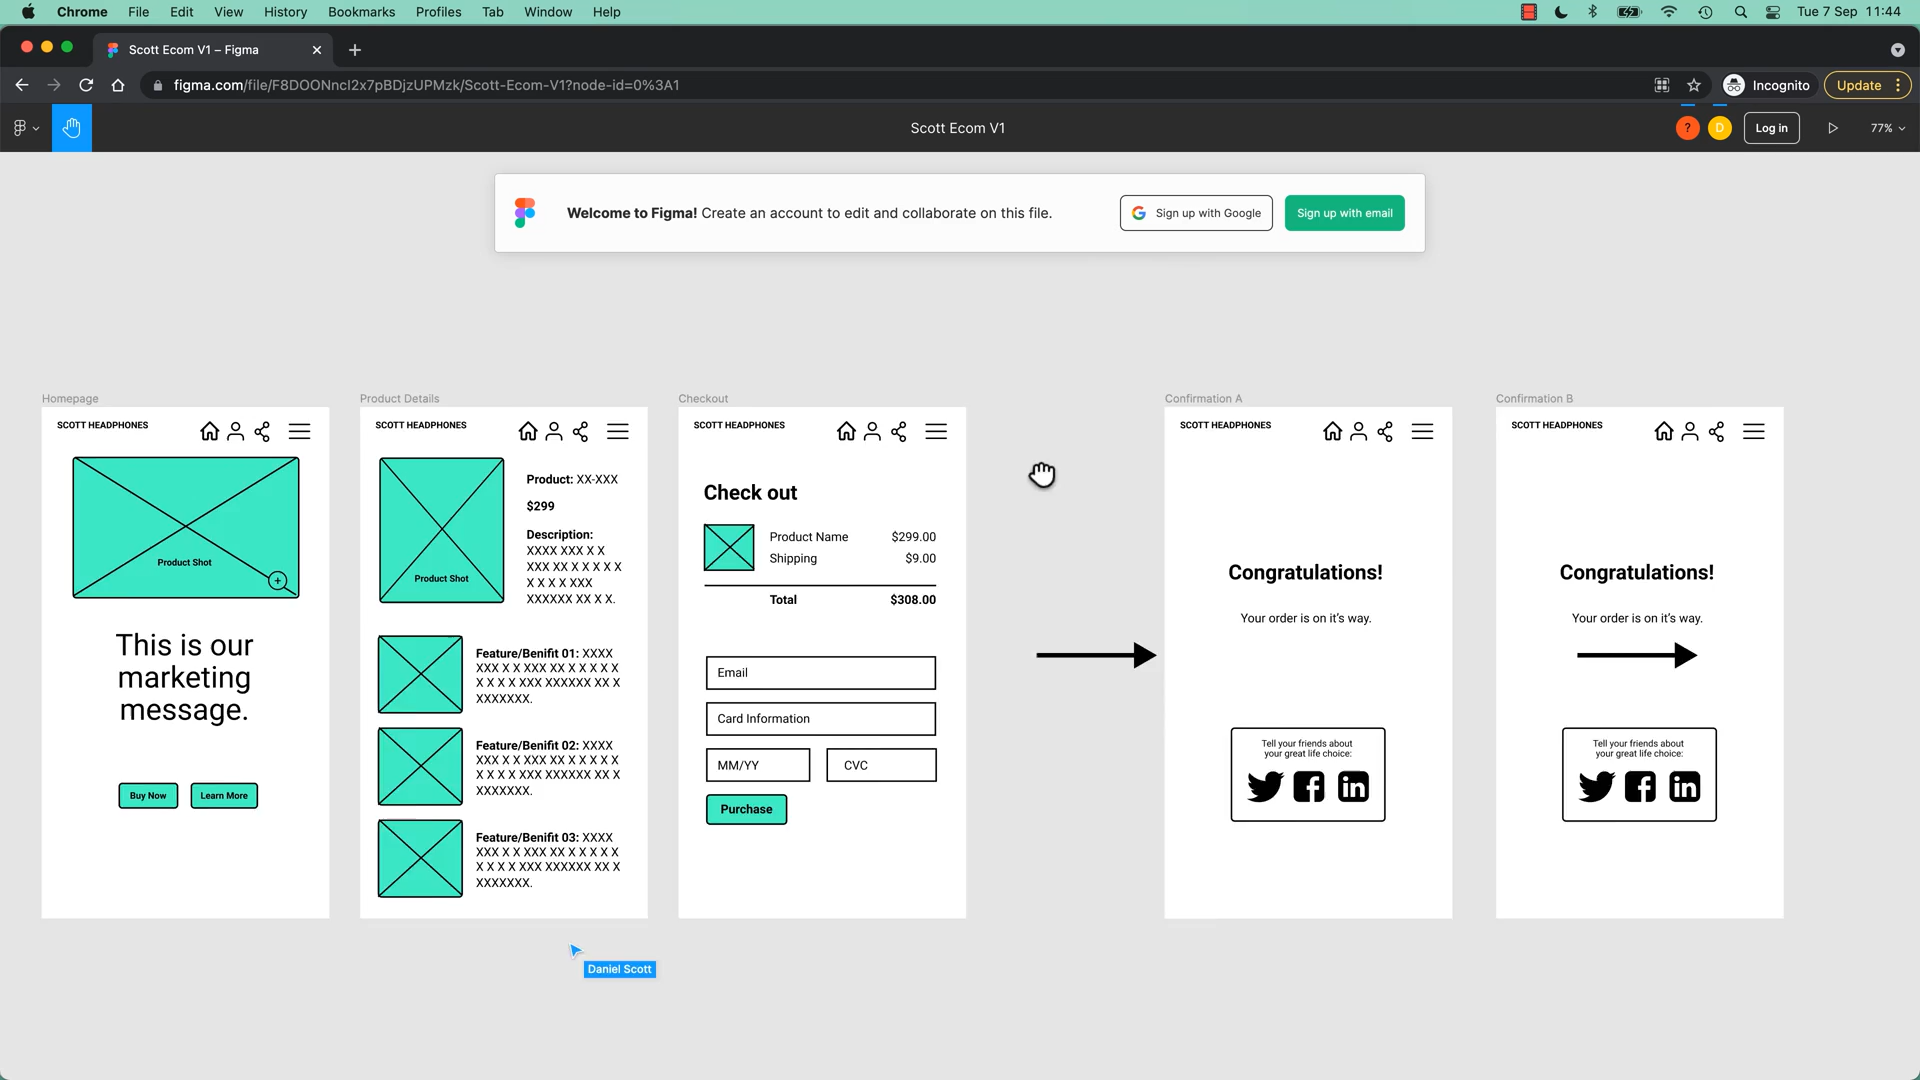 Chrome File Edit View History Bookmarks Profiles Tab Window Help Tue 7 Sep 11:44
Scott Ecom V1 – Figma
figma.com/file/F8DOONncI2x7pBDjzUPMzk/Scott-Ecom-V1?node-id=0%3A1 Incognito Update
Scott Ecom V1 ? D Log in 77%
Welcome to Figma! Create an account to edit and collaborate on this file. Sign up with Google Sign up with email
Homepage
SCOTT HEADPHONES
Product Shot
+
This is our
marketing
message.
Buy Now Learn More
Product Details
SCOTT HEADPHONES
Product Shot
Product: XX-XXX
$299
Description:
XXXX XXX X X
XXX XX X X X X X
X X X X XXX
XXXXXX XX X X.
Feature/Benifit 01: XXXX
XXX X X XXX XX X X X X X
X X X X XXX XXXXXX XX X
XXXXXXX.
Feature/Benifit 02: XXXX
XXX X X XXX XX X X X X X
X X X X XXX XXXXXX XX X
XXXXXXX.
Feature/Benifit 03: XXXX
XXX X X XXX XX X X X X X
X X X X XXX XXXXXX XX X
XXXXXXX.
Daniel Scott
Checkout
SCOTT HEADPHONES
Check out
Product Name $299.00
Shipping $9.00
Total $308.00
Email
Card Information
MM/YY CVC
Purchase
Confirmation A
SCOTT HEADPHONES
Congratulations!
Your order is on it's way.
Tell your friends about
your great life choice:
in
Confirmation B
SCOTT HEADPHONES
Congratulations!
Your order is on it's way.
Tell your friends about
your great life choice:
in